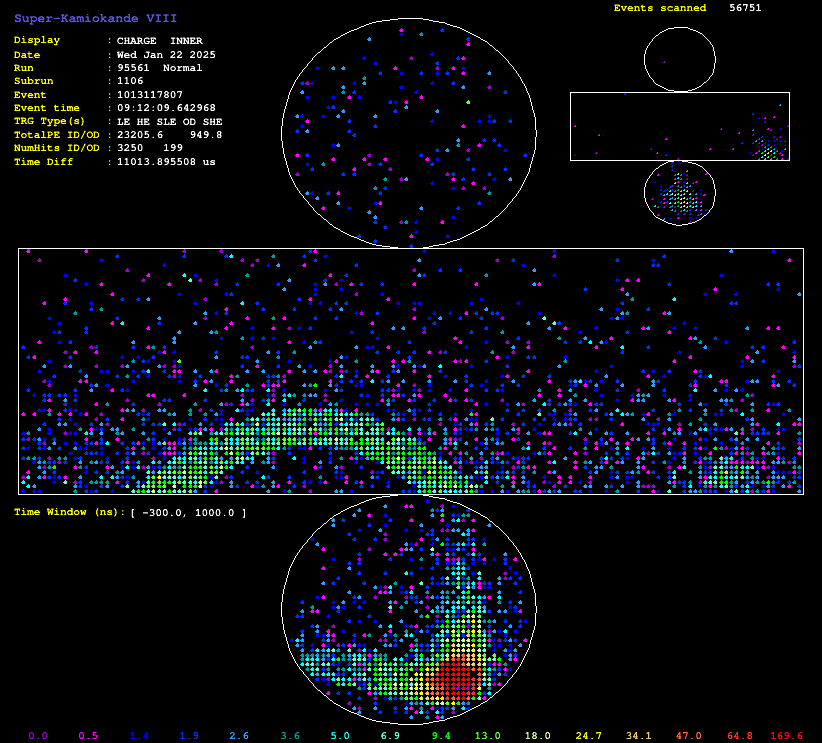 Super-Kamiokande VIII
Display : CHARGE INNER
Date : Wed Jan 22 2025
Run : 95561 Normal
Subrun : 1106
Event : 1013117807
Event time : 09:12:09.642968
TRG Type(s) : LE HE SLE OD SHE
TotalPE ID/OD : 23205.6 949.8
NumHits ID/OD : 3250 199
Time Diff : 11013.895508 us
Events scanned 56751
Time Window (ns): [ -300.0, 1000.0 ]
0.0 0.5 1.4 1.9 2.6 3.6 5.0 6.9 9.4 13.0 18.0 24.7 34.1 47.0 64.8 169.6